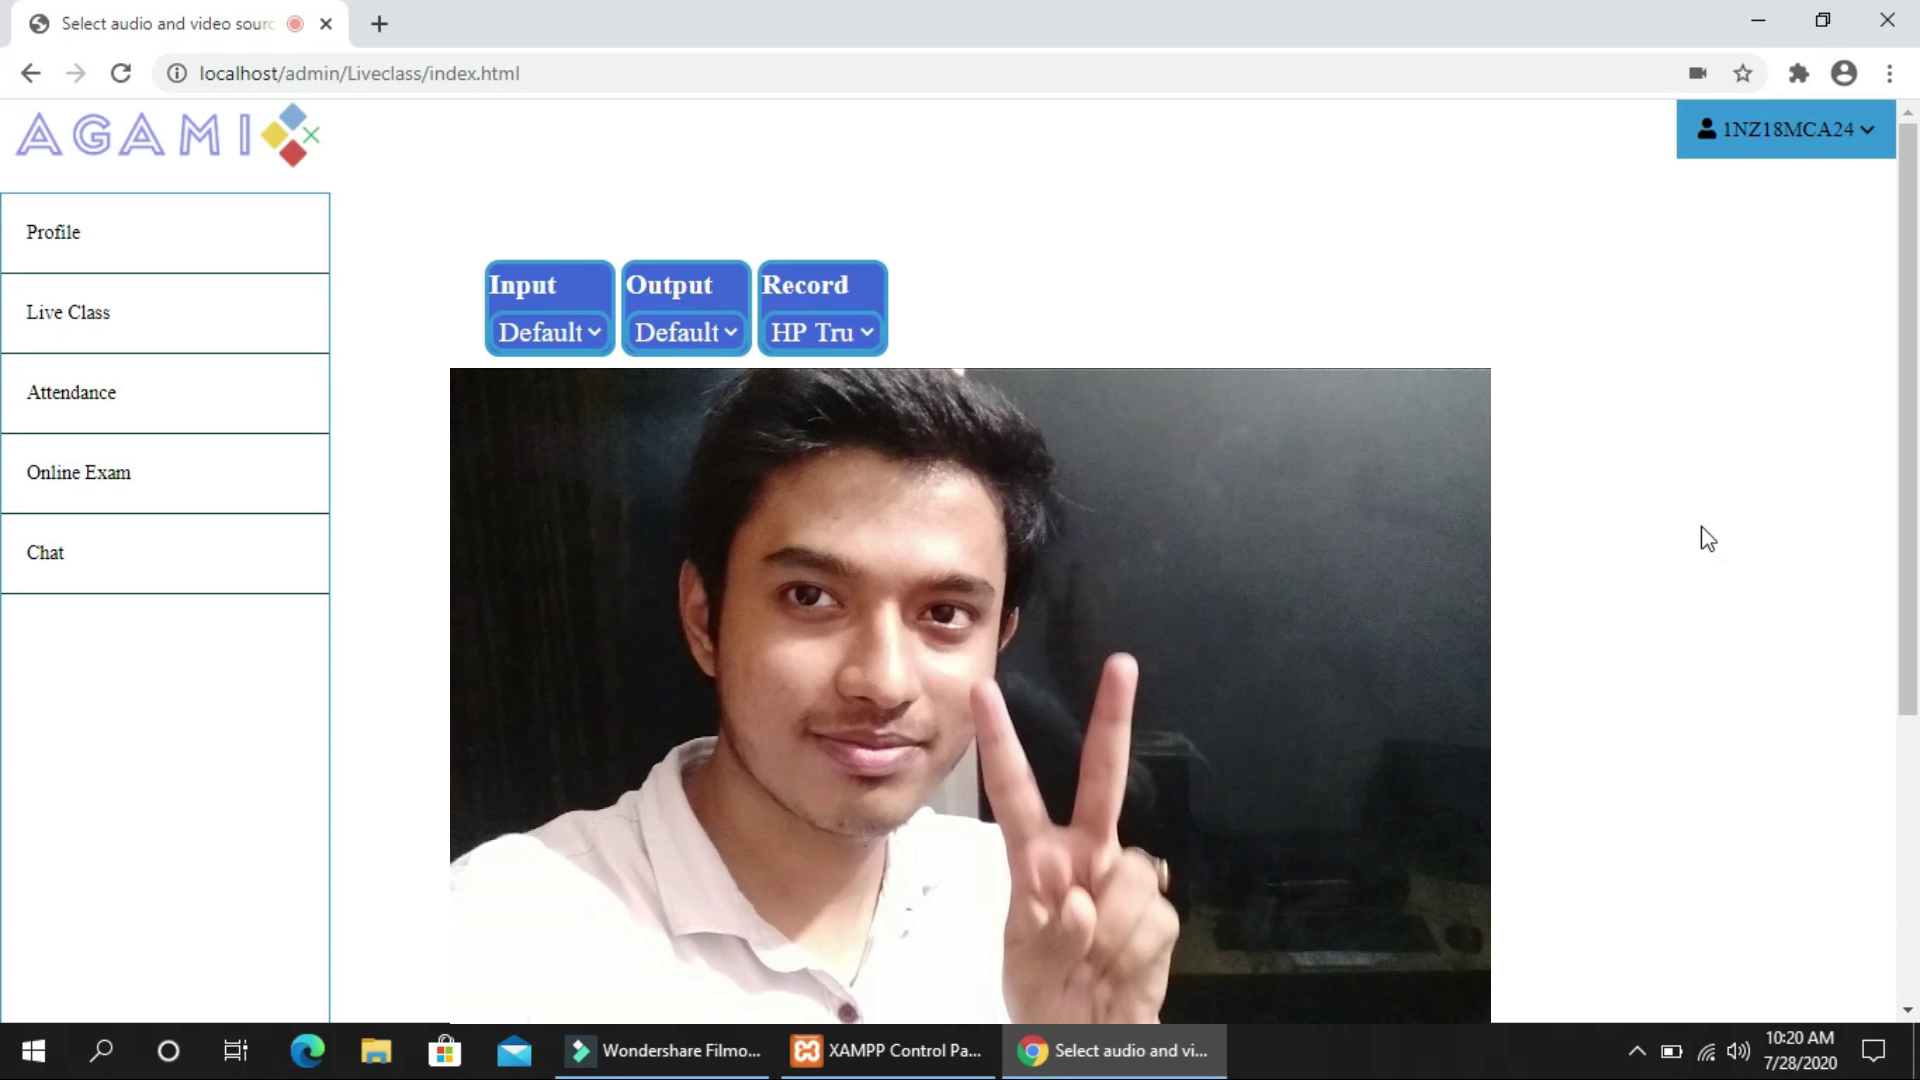 Select audio and video sourc
localhost/admin/Liveclass/index.html
AGAMI
1NZ18MCA24
Profile
Live Class
Attendance
Online Exam
Chat
Input Output Record
Default Default HP Tru
Wondershare Filmo... XAMPP Control Pa... Select audio and vi...
10:20 AM
7/28/2020